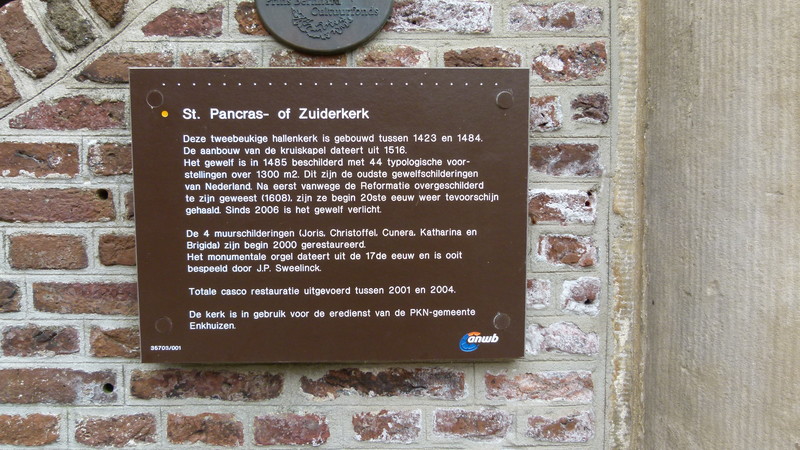 Prins Bernhard
Cultuurfonds
St. Pancras- of Zuiderkerk
Deze tweebeukige hallenkerk is gebouwd tussen 1423 en 1484.
De aanbouw van de kruiskapel dateert uit 1516.
Het gewelf is in 1485 beschilderd met 44 typologische voor-
stellingen over 1300 m2. Dit zijn de oudste gewelfschilderingen
van Nederland. Na eerst vanwege de Reformatie overgeschilderd
te zijn geweest (1608), zijn ze begin 20ste eeuw weer tevoorschijn
gehaald. Sinds 2006 is het gewelf verlicht.
De 4 muurschilderingen (Joris, Christoffel, Cunera, Katharina en
Brigida) zijn begin 2000 gerestaureerd.
Het monumentale orgel dateert uit de 17de eeuw en is ooit
bespeeld door J.P. Sweelinck.
Totale casco restauratie uitgevoerd tussen 2001 en 2004.
De kerk is in gebruik voor de eredienst van de PKN-gemeente
Enkhuizen.
35703/001
anwb